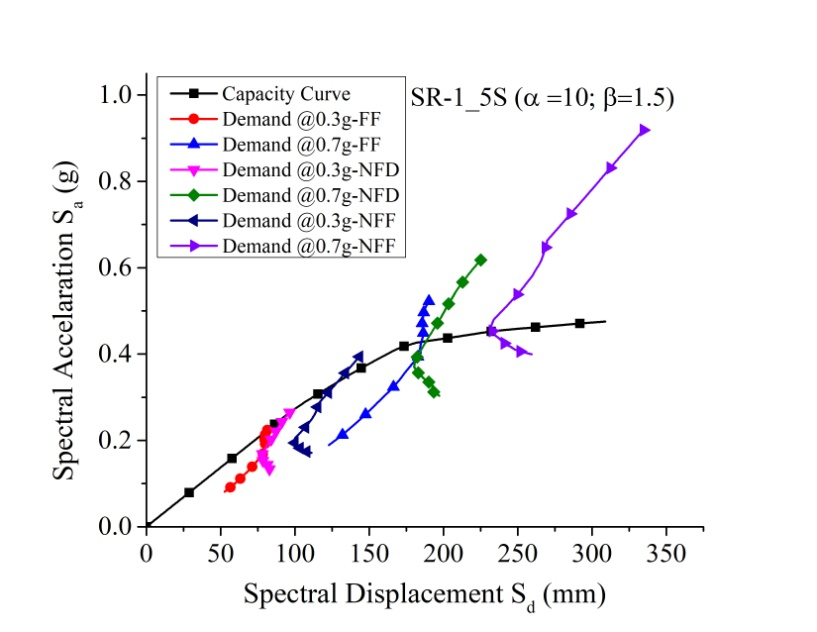 SR-1_5S (α =10; β=1.5)
Capacity Curve
Demand @0.3g-FF
Demand @0.7g-FF
Demand @0.3g-NFD
Demand @0.7g-NFD
Demand @0.3g-NFF
Demand @0.7g-NFF
Spectral Accelaration Sa (g)
1.0
0.8
0.6
0.4
0.2
0.0
0 50 100 150 200 250 300 350
Spectral Displacement Sd (mm)